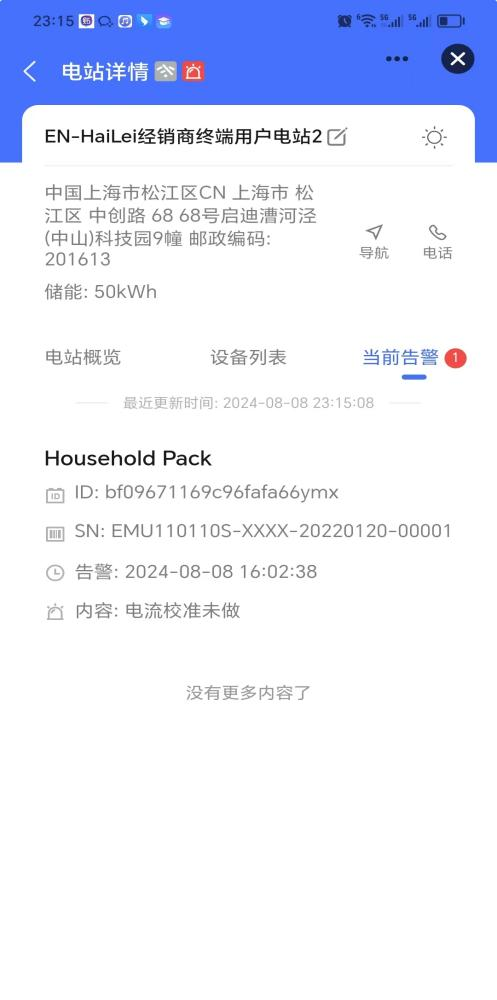 23:15
电站详情
EN-HaiLei经销商终端用户电站2
中国上海市松江区CN 上海市 松
江区 中创路 68 68号启迪漕河泾
(中山)科技园9幢 邮政编码:
201613
导航 电话
储能: 50kWh
电站概览 设备列表 当前告警 1
最近更新时间: 2024-08-08 23:15:08
Household Pack
ID: bf09671169c96fafa66ymx
SN: EMU110110S-XXXX-20220120-00001
告警: 2024-08-08 16:02:38
内容: 电流校准未做
没有更多内容了